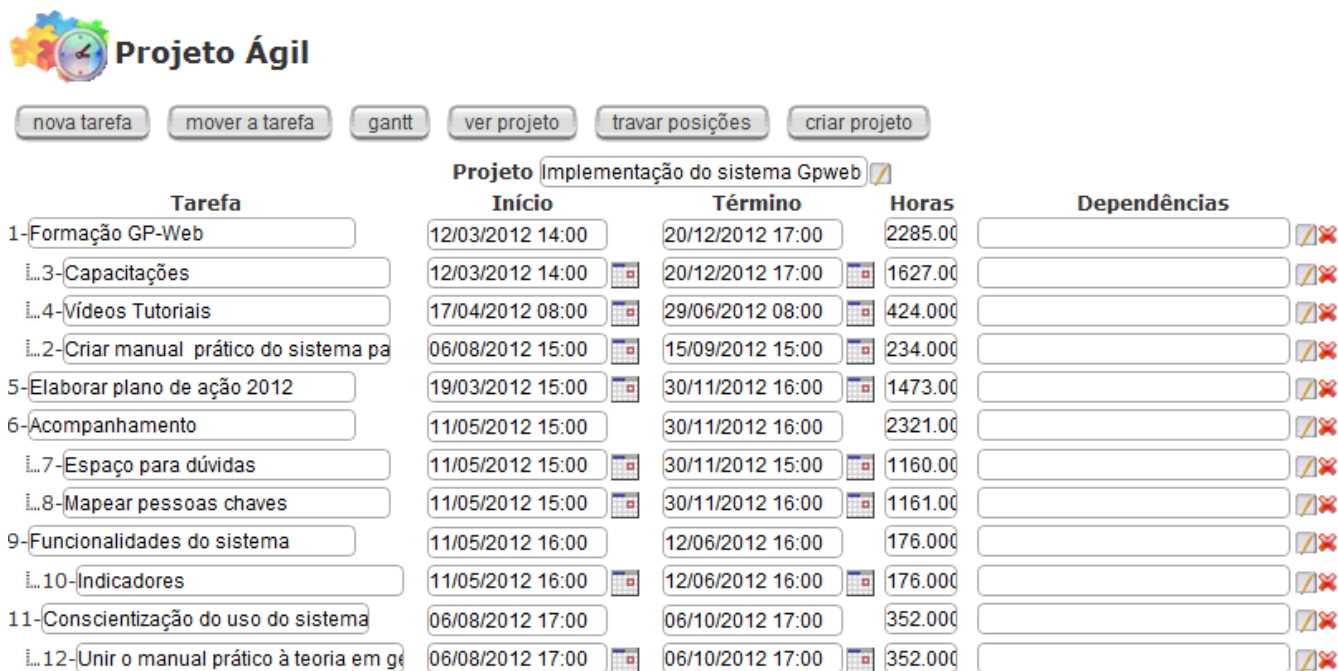 Projeto Ágil
nova tarefa mover a tarefa gantt ver projeto travar posições criar projeto
Projeto Implementação do sistema Gpweb
Tarefa Início Término Horas Dependências
1-Formação GP-Web 12/03/2012 14:00 20/12/2012 17:00 2285.00
3-Capacitações 12/03/2012 14:00 20/12/2012 17:00 1627.00
4-Vídeos Tutoriais 17/04/2012 08:00 29/06/2012 08:00 424.000
2-Criar manual prático do sistema pa 06/08/2012 15:00 15/09/2012 15:00 234.000
5-Elaborar plano de ação 2012 19/03/2012 15:00 30/11/2012 16:00 1473.00
6-Acompanhamento 11/05/2012 15:00 30/11/2012 16:00 2321.00
7-Espaço para dúvidas 11/05/2012 15:00 30/11/2012 15:00 1160.00
8-Mapear pessoas chaves 11/05/2012 15:00 30/11/2012 16:00 1161.00
9-Funcionalidades do sistema 11/05/2012 16:00 12/06/2012 16:00 176.000
10-Indicadores 11/05/2012 16:00 12/06/2012 16:00 176.000
11-Conscientização do uso do sistema 06/08/2012 17:00 06/10/2012 17:00 352.000
12-Unir o manual prático à teoria em ge 06/08/2012 17:00 06/10/2012 17:00 352.000